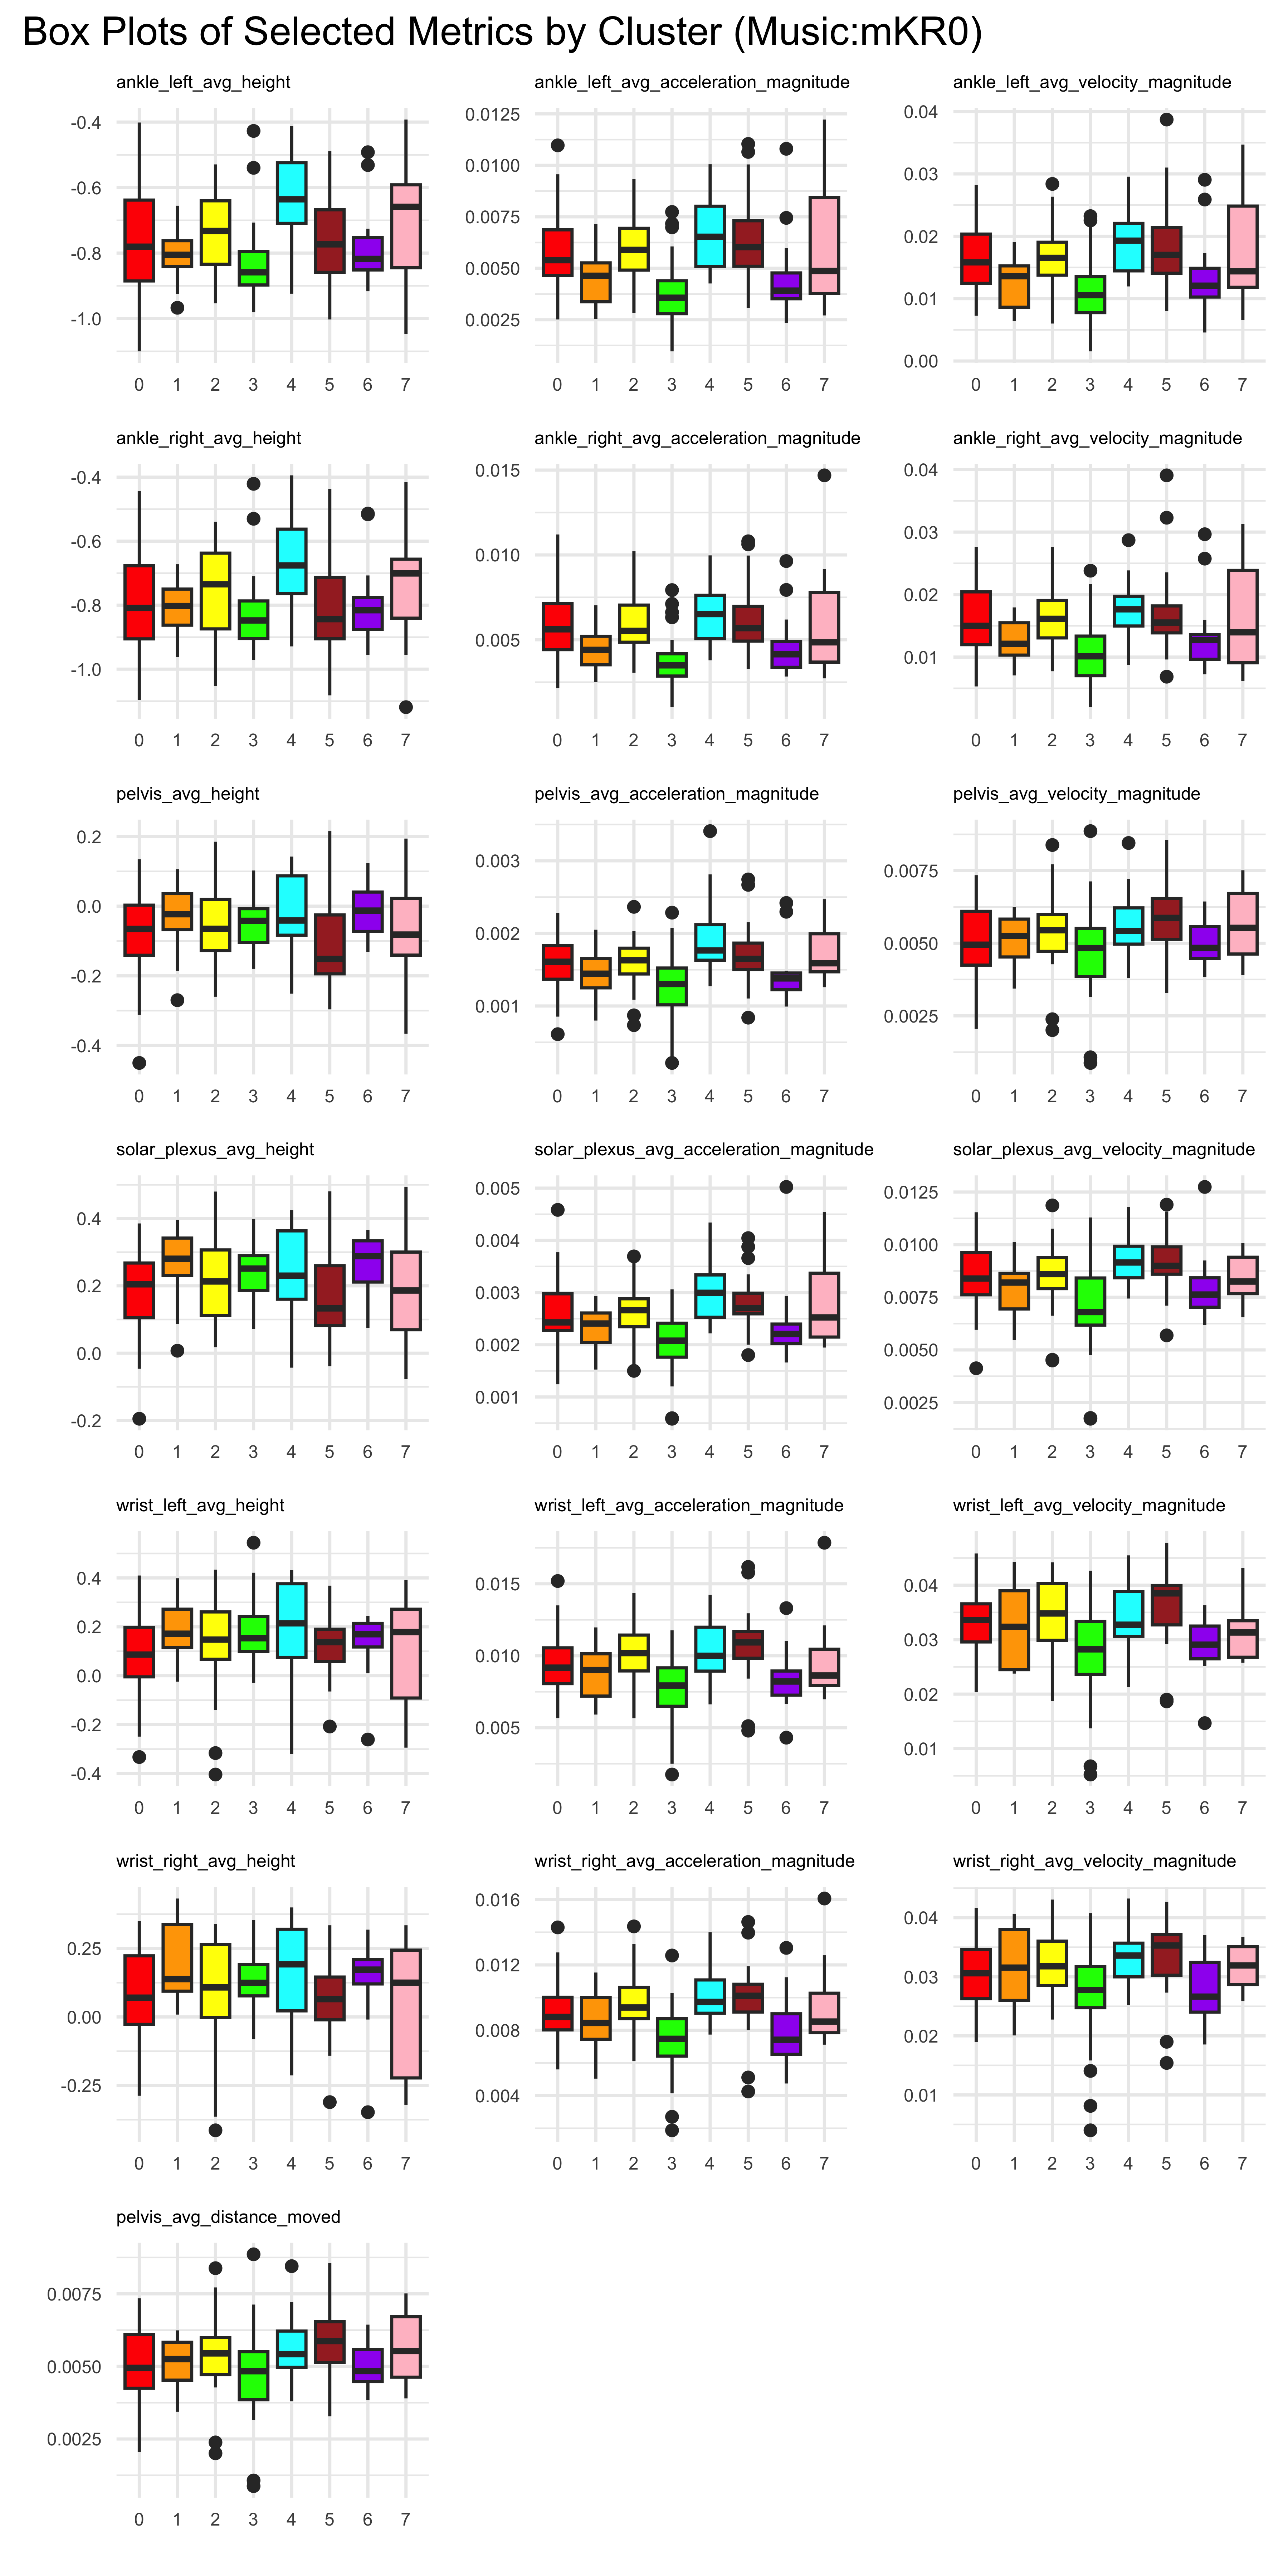 Box Plots of Selected Metrics by Cluster (Music:mKR0)
ankle_left_avg_height
-0.4
-0.6
-0.8
-1.0
0 1 2 3 4 5 6 7
ankle_left_avg_acceleration_magnitude
0.0125
0.0100
0.0075
0.0050
0.0025
0 1 2 3 4 5 6 7
ankle_left_avg_velocity_magnitude
0.04
0.03
0.02
0.01
0.00
0 1 2 3 4 5 6 7
ankle_right_avg_height
-0.4
-0.6
-0.8
-1.0
0 1 2 3 4 5 6 7
ankle_right_avg_acceleration_magnitude
0.015
0.010
0.005
0 1 2 3 4 5 6 7
ankle_right_avg_velocity_magnitude
0.04
0.03
0.02
0.01
0 1 2 3 4 5 6 7
pelvis_avg_height
0.2
0.0
-0.2
-0.4
0 1 2 3 4 5 6 7
pelvis_avg_acceleration_magnitude
0.003
0.002
0.001
0 1 2 3 4 5 6 7
pelvis_avg_velocity_magnitude
0.0075
0.0050
0.0025
0 1 2 3 4 5 6 7
solar_plexus_avg_height
0.4
0.2
0.0
-0.2
0 1 2 3 4 5 6 7
solar_plexus_avg_acceleration_magnitude
0.005
0.004
0.003
0.002
0.001
0 1 2 3 4 5 6 7
solar_plexus_avg_velocity_magnitude
0.0125
0.0100
0.0075
0.0050
0.0025
0 1 2 3 4 5 6 7
wrist_left_avg_height
0.4
0.2
0.0
-0.2
-0.4
0 1 2 3 4 5 6 7
wrist_left_avg_acceleration_magnitude
0.015
0.010
0.005
0 1 2 3 4 5 6 7
wrist_left_avg_velocity_magnitude
0.04
0.03
0.02
0.01
0 1 2 3 4 5 6 7
wrist_right_avg_height
0.25
0.00
-0.25
0 1 2 3 4 5 6 7
wrist_right_avg_acceleration_magnitude
0.016
0.012
0.008
0.004
0 1 2 3 4 5 6 7
wrist_right_avg_velocity_magnitude
0.04
0.03
0.02
0.01
0 1 2 3 4 5 6 7
pelvis_avg_distance_moved
0.0075
0.0050
0.0025
0 1 2 3 4 5 6 7